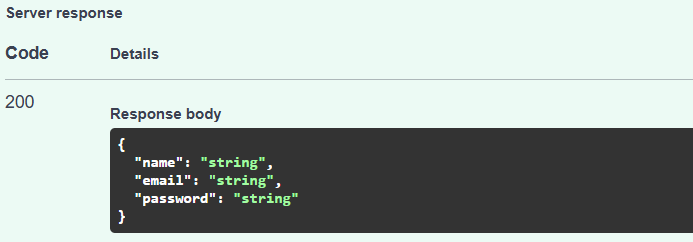 Server response
Code Details
200
Response body
{
  "name": "string",
  "email": "string",
  "password": "string"
}